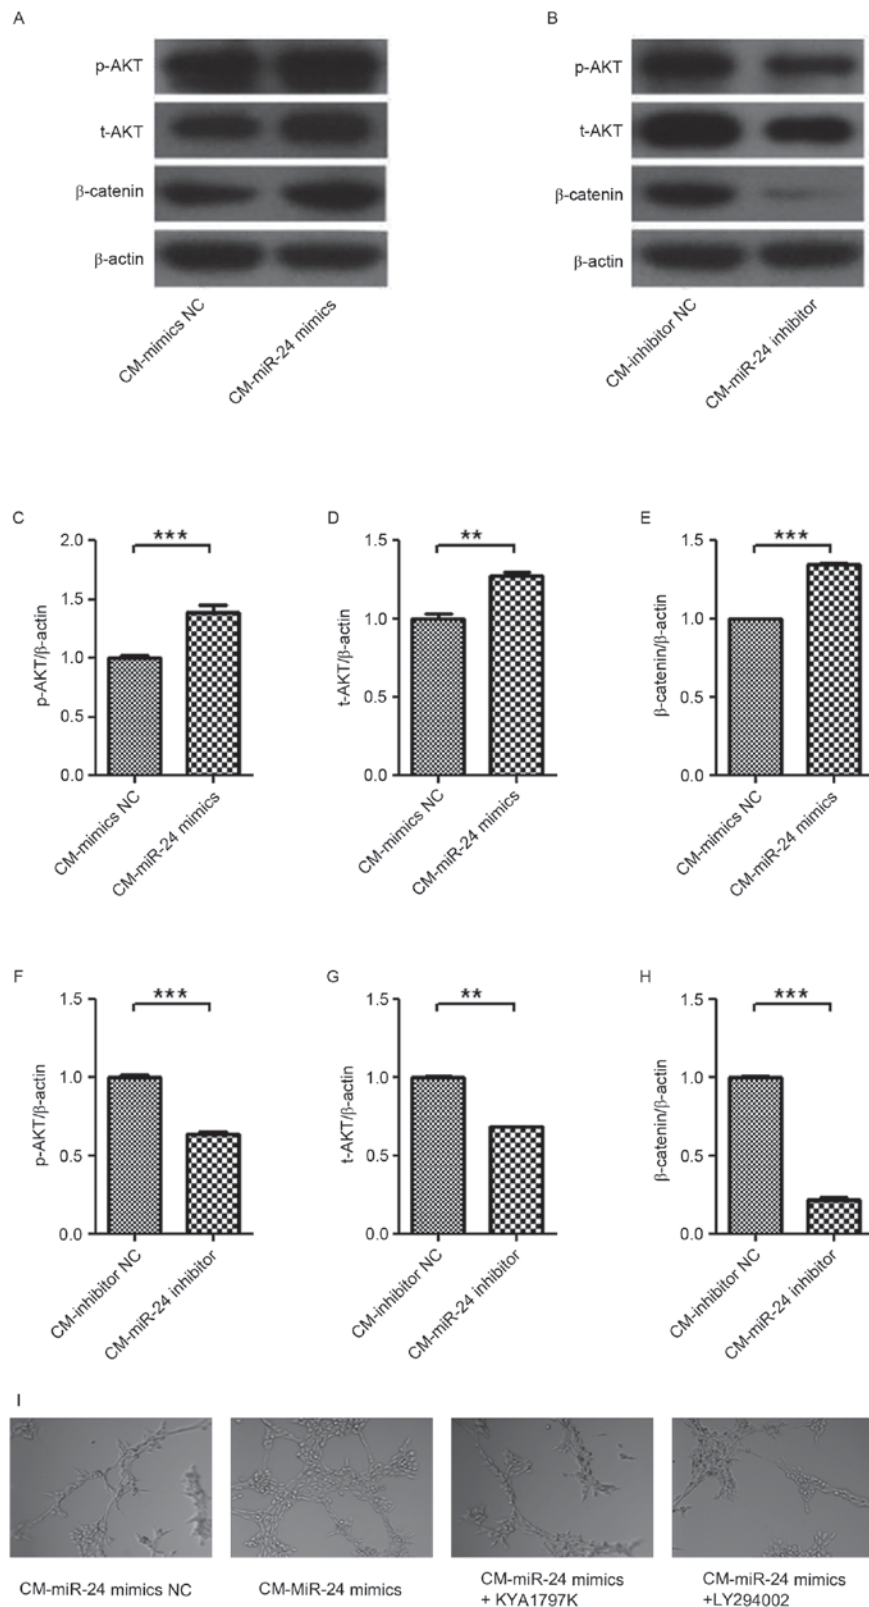 A
B
p-AKT
t-AKT
β-catenin
β-actin
CM-mimics NC
CM-miR-24 mimics
p-AKT
t-AKT
β-catenin
β-actin
CM-inhibitor NC
CM-miR-24 inhibitor
C
p-AKT/β-actin
2.0
1.5
1.0
0.5
0.0
***
CM-mimics NC
CM-miR-24 mimics
D
t-AKT/β-actin
1.5
1.0
0.5
0.0
**
CM-mimics NC
CM-miR-24 mimics
E
β-catenin/β-actin
1.5
1.0
0.5
0.0
***
CM-mimics NC
CM-miR-24 mimics
F
p-AKT/β-actin
1.5
1.0
0.5
0.0
***
CM-inhibitor NC
CM-miR-24 inhibitor
G
t-AKT/β-actin
1.5
1.0
0.5
0.0
**
CM-inhibitor NC
CM-miR-24 inhibitor
H
β-catenin/β-actin
1.5
1.0
0.5
0.0
***
CM-inhibitor NC
CM-miR-24 inhibitor
I
CM-miR-24 mimics NC
CM-MiR-24 mimics
CM-miR-24 mimics
+ KYA1797K
CM-miR-24 mimics
+LY294002